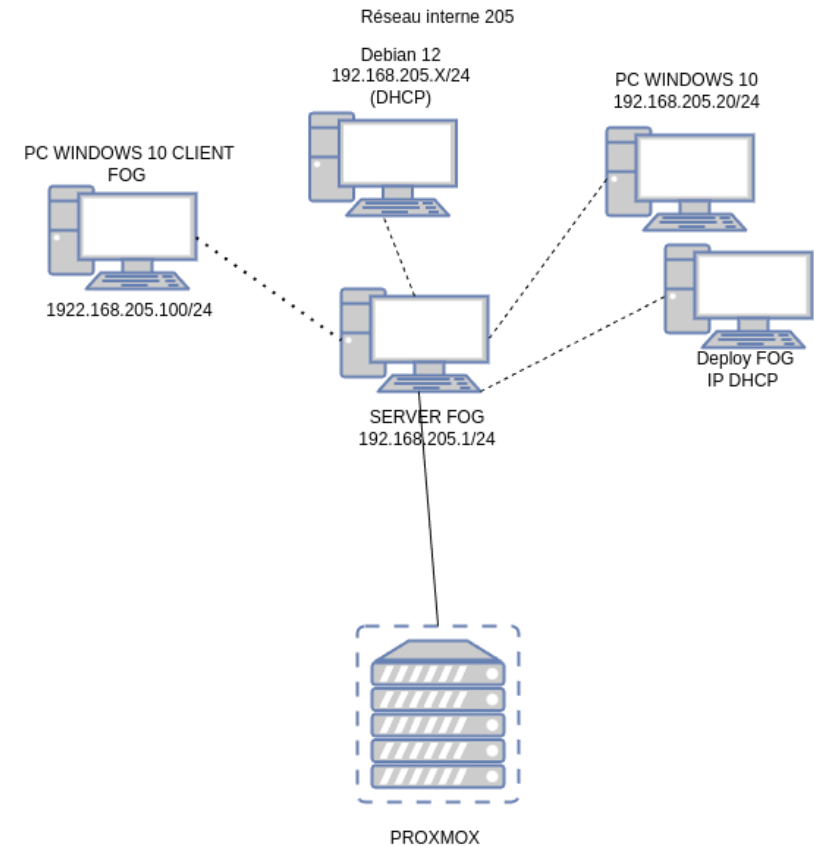 Réseau interne 205
Debian 12
192.168.205.X/24
(DHCP)
PC WINDOWS 10
192.168.205.20/24
PC WINDOWS 10 CLIENT
FOG
1922.168.205.100/24
Deploy FOG
IP DHCP
SERVER FOG
192.168.205.1/24
PROXMOX